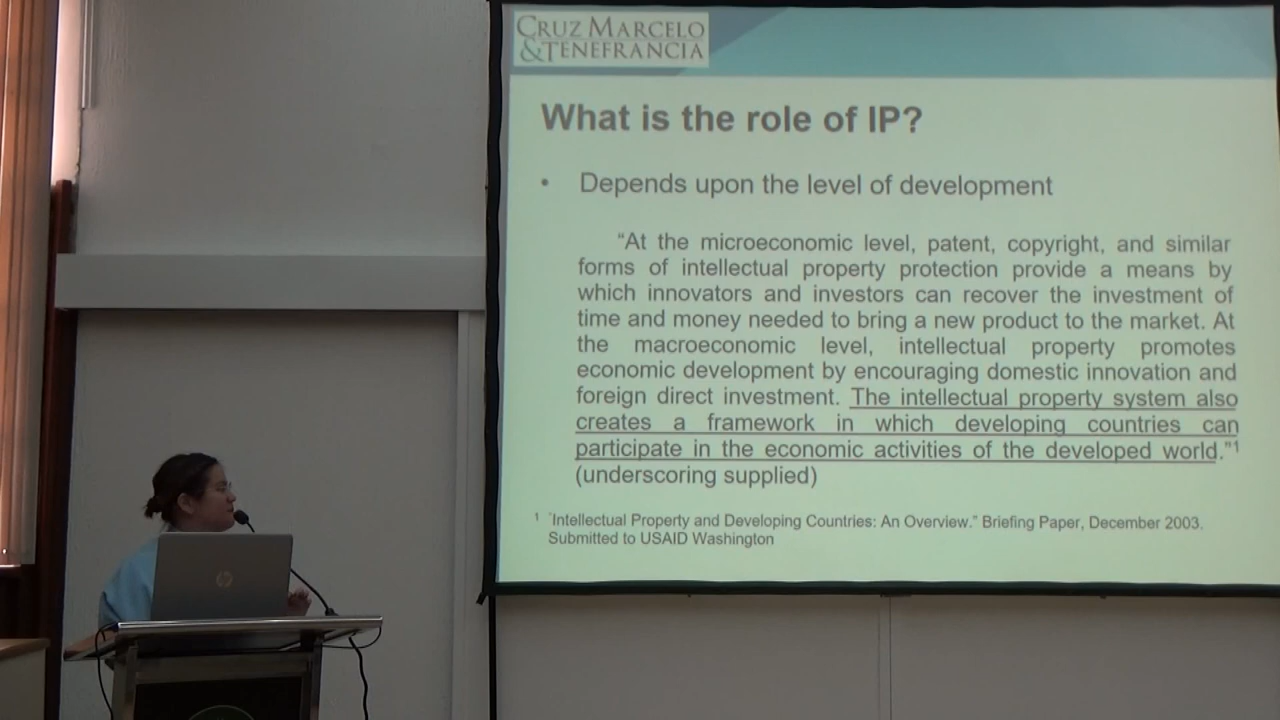 CRUZ MARCELO
&TENEFRANCIA
What is the role of IP?
• Depends upon the level of development
“At the microeconomic level, patent, copyright, and similar
forms of intellectual property protection provide a means by
which innovators and investors can recover the investment of
time and money needed to bring a new product to the market. At
the macroeconomic level, intellectual property promotes
economic development by encouraging domestic innovation and
foreign direct investment. The intellectual property system also
creates a framework in which developing countries can
participate in the economic activities of the developed world.”1
(underscoring supplied)
1 “Intellectual Property and Developing Countries: An Overview.” Briefing Paper, December 2003.
Submitted to USAID Washington
hp